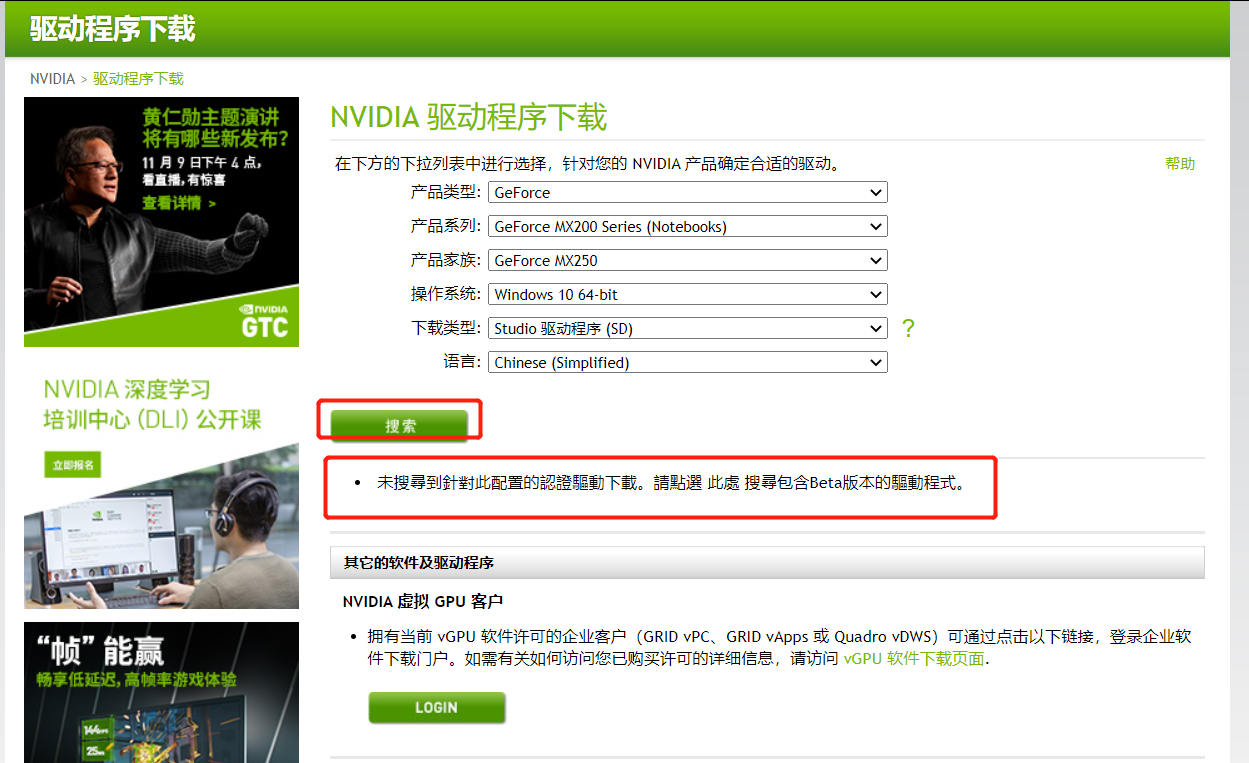 驱动程序下载
NVIDIA > 驱动程序下载
黄仁勋主题演讲
将有哪些新发布?
11 月 9 日下午 4 点，
看直播，有惊喜
查看详情 >
NVIDIA
GTC
NVIDIA 深度学习
培训中心 (DLI) 公开课
立即报名
“帧” 能赢
畅享低延迟，高帧率游戏体验
144FPS
25ms
NVIDIA 驱动程序下载
在下方的下拉列表中进行选择，针对您的 NVIDIA 产品确定合适的驱动。
帮助
产品类型: GeForce
产品系列: GeForce MX200 Series (Notebooks)
产品家族: GeForce MX250
操作系统: Windows 10 64-bit
下载类型: Studio 驱动程序 (SD) ?
语言: Chinese (Simplified)
搜索
• 未搜尋到針對此配置的認證驅動下載。請點選 此處 搜尋包含Beta版本的驅動程式。
其它的软件及驱动程序
NVIDIA 虚拟 GPU 客户
• 拥有当前 vGPU 软件许可的企业客户（GRID vPC、GRID vApps 或 Quadro vDWS）可通过点击以下链接，登录企业软
件下载门户。如需有关如何访问您已购买许可的详细信息，请访问 vGPU 软件下载页面.
LOGIN